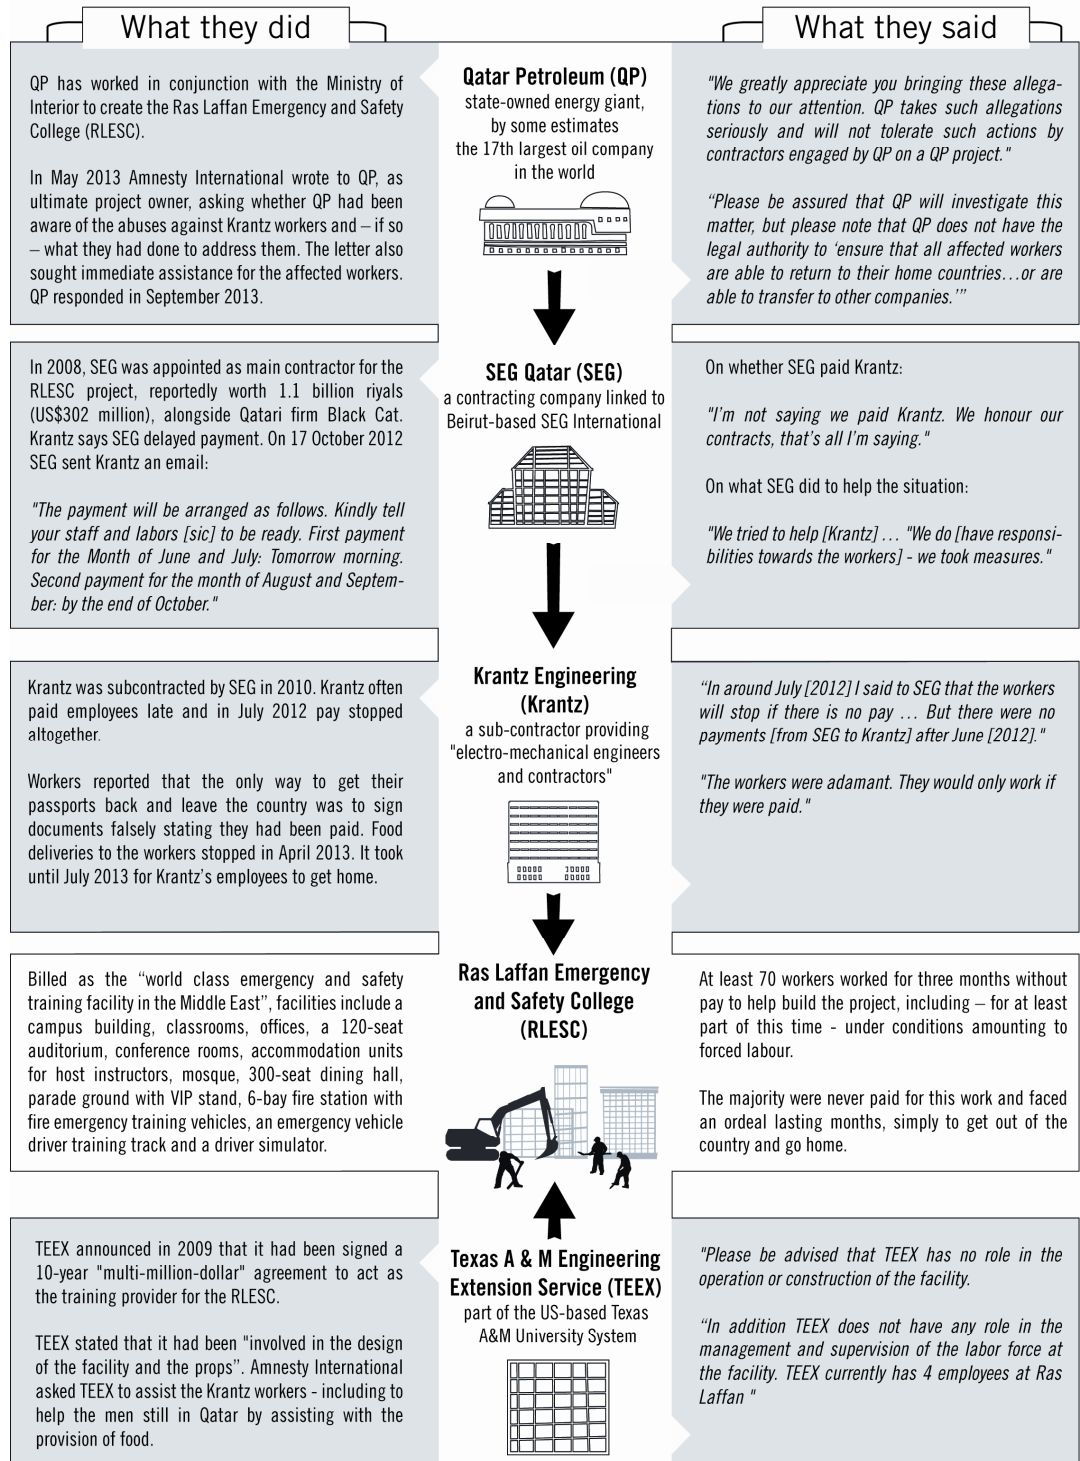 What they did
What they said
QP has worked in conjunction with the Ministry of
Interior to create the Ras Laffan Emergency and Safety
College (RLESC).
In May 2013 Amnesty International wrote to QP, as
ultimate project owner, asking whether QP had been
aware of the abuses against Krantz workers and – if so
– what they had done to address them. The letter also
sought immediate assistance for the affected workers.
QP responded in September 2013.
Qatar Petroleum (QP)
state-owned energy giant,
by some estimates
the 17th largest oil company
in the world
"We greatly appreciate you bringing these allega-
tions to our attention. QP takes such allegations
seriously and will not tolerate such actions by
contractors engaged by QP on a QP project."
“Please be assured that QP will investigate this
matter, but please note that QP does not have the
legal authority to ‘ensure that all affected workers
are able to return to their home countries…or are
able to transfer to other companies.’”
In 2008, SEG was appointed as main contractor for the
RLESC project, reportedly worth 1.1 billion riyals
(US$302 million), alongside Qatari firm Black Cat.
Krantz says SEG delayed payment. On 17 October 2012
SEG sent Krantz an email:
"The payment will be arranged as follows. Kindly tell
your staff and labors [sic] to be ready. First payment
for the Month of June and July: Tomorrow morning.
Second payment for the month of August and Septem-
ber: by the end of October."
SEG Qatar (SEG)
a contracting company linked to
Beirut-based SEG International
On whether SEG paid Krantz:
"I'm not saying we paid Krantz. We honour our
contracts, that's all I'm saying."
On what SEG did to help the situation:
"We tried to help [Krantz] … "We do [have responsi-
bilities towards the workers] - we took measures."
Krantz was subcontracted by SEG in 2010. Krantz often
paid employees late and in July 2012 pay stopped
altogether.
Workers reported that the only way to get their
passports back and leave the country was to sign
documents falsely stating they had been paid. Food
deliveries to the workers stopped in April 2013. It took
until July 2013 for Krantz’s employees to get home.
Krantz Engineering
(Krantz)
a sub-contractor providing
"electro-mechanical engineers
and contractors"
“In around July [2012] I said to SEG that the workers
will stop if there is no pay … But there were no
payments [from SEG to Krantz] after June [2012]."
"The workers were adamant. They would only work if
they were paid."
Billed as the “world class emergency and safety
training facility in the Middle East”, facilities include a
campus building, classrooms, offices, a 120-seat
auditorium, conference rooms, accommodation units
for host instructors, mosque, 300-seat dining hall,
parade ground with VIP stand, 6-bay fire station with
fire emergency training vehicles, an emergency vehicle
driver training track and a driver simulator.
Ras Laffan Emergency
and Safety College
(RLESC)
At least 70 workers worked for three months without
pay to help build the project, including – for at least
part of this time - under conditions amounting to
forced labour.
The majority were never paid for this work and faced
an ordeal lasting months, simply to get out of the
country and go home.
TEEX announced in 2009 that it had been signed a
10-year "multi-million-dollar" agreement to act as
the training provider for the RLESC.
TEEX stated that it had been "involved in the design
of the facility and the props”. Amnesty International
asked TEEX to assist the Krantz workers - including to
help the men still in Qatar by assisting with the
provision of food.
Texas A & M Engineering
Extension Service (TEEX)
part of the US-based Texas
A&M University System
"Please be advised that TEEX has no role in the
operation or construction of the facility.
“In addition TEEX does not have any role in the
management and supervision of the labor force at
the facility. TEEX currently has 4 employees at Ras
Laffan "